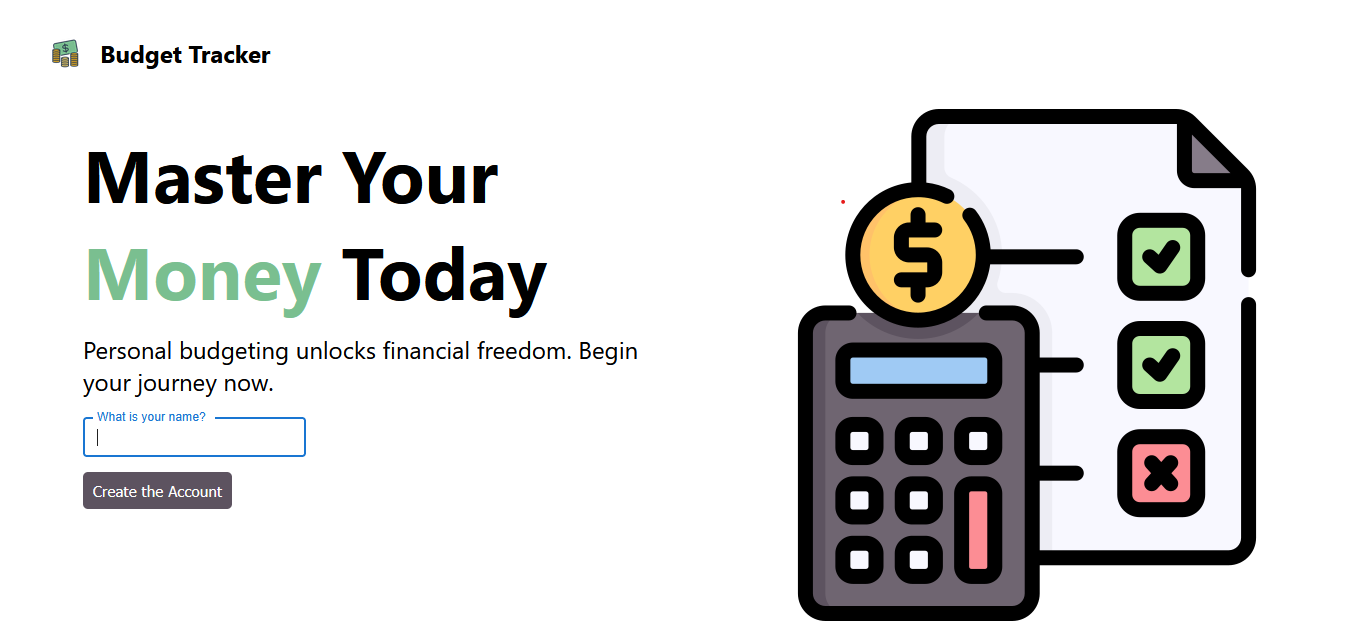 Budget Tracker
Master Your
Money Today
Personal budgeting unlocks financial freedom. Begin
your journey now.
What is your name?
Create the Account
$